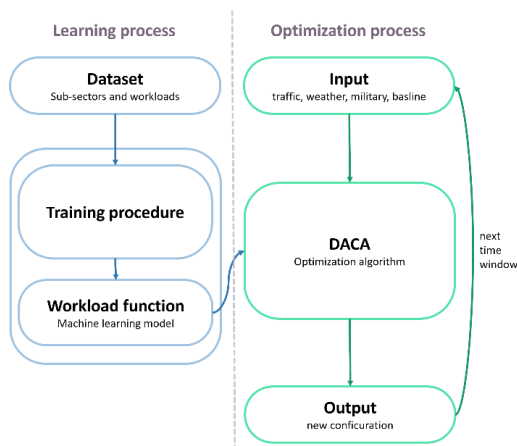 Learning process
Optimization process
Dataset
Sub-sectors and workloads
Input
traffic, weather, military, basline
Training procedure
DACA
Optimization algorithm
next
time
window
Workload function
Machine learning model
Output
new conficuration